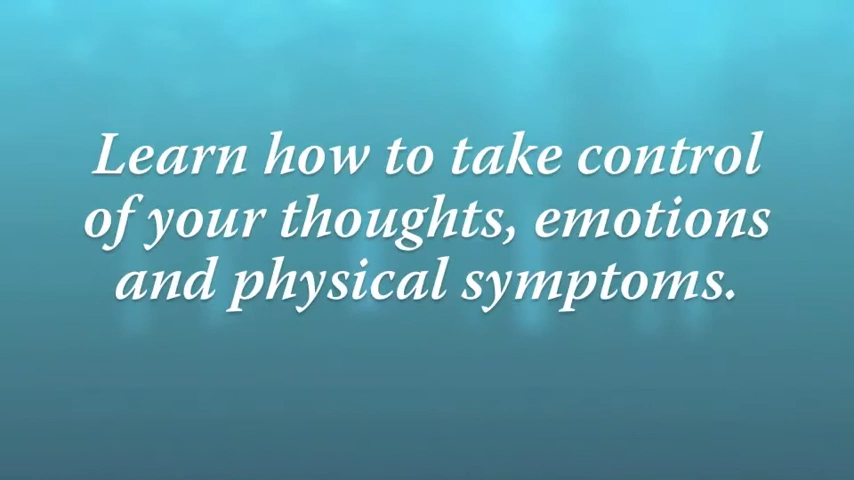 Learn how to take control
of your thoughts, emotions
and physical symptoms.